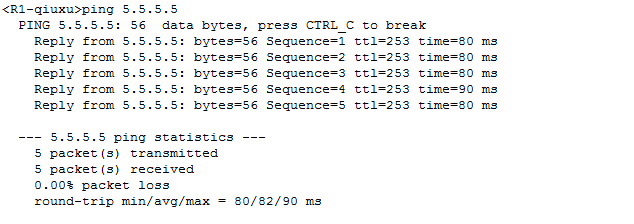 <R1-qiuxu>ping 5.5.5.5
PING 5.5.5.5: 56  data bytes, press CTRL_C to break
Reply from 5.5.5.5: bytes=56 Sequence=1 ttl=253 time=80 ms
Reply from 5.5.5.5: bytes=56 Sequence=2 ttl=253 time=80 ms
Reply from 5.5.5.5: bytes=56 Sequence=3 ttl=253 time=80 ms
Reply from 5.5.5.5: bytes=56 Sequence=4 ttl=253 time=90 ms
Reply from 5.5.5.5: bytes=56 Sequence=5 ttl=253 time=80 ms
--- 5.5.5.5 ping statistics ---
5 packet(s) transmitted
5 packet(s) received
0.00% packet loss
round-trip min/avg/max = 80/82/90 ms